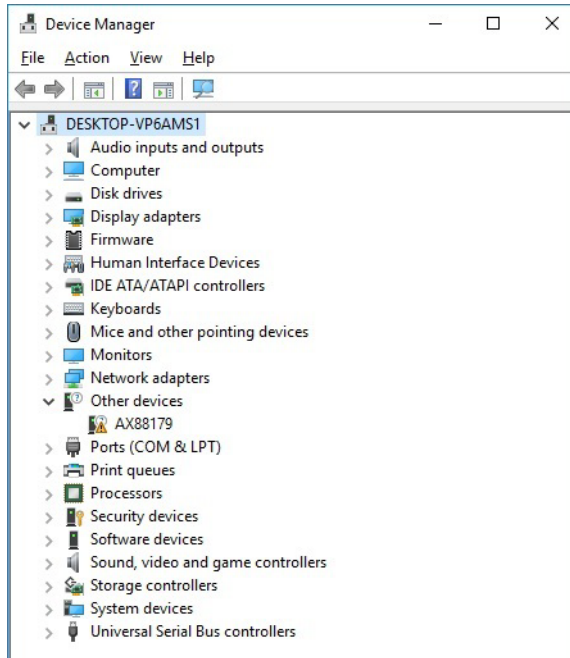 Device Manager
File Action View Help
DESKTOP-VP6AMS1
Audio inputs and outputs
Computer
Disk drives
Display adapters
Firmware
Human Interface Devices
IDE ATA/ATAPI controllers
Keyboards
Mice and other pointing devices
Monitors
Network adapters
Other devices
AX88179
Ports (COM & LPT)
Print queues
Processors
Security devices
Software devices
Sound, video and game controllers
Storage controllers
System devices
Universal Serial Bus controllers